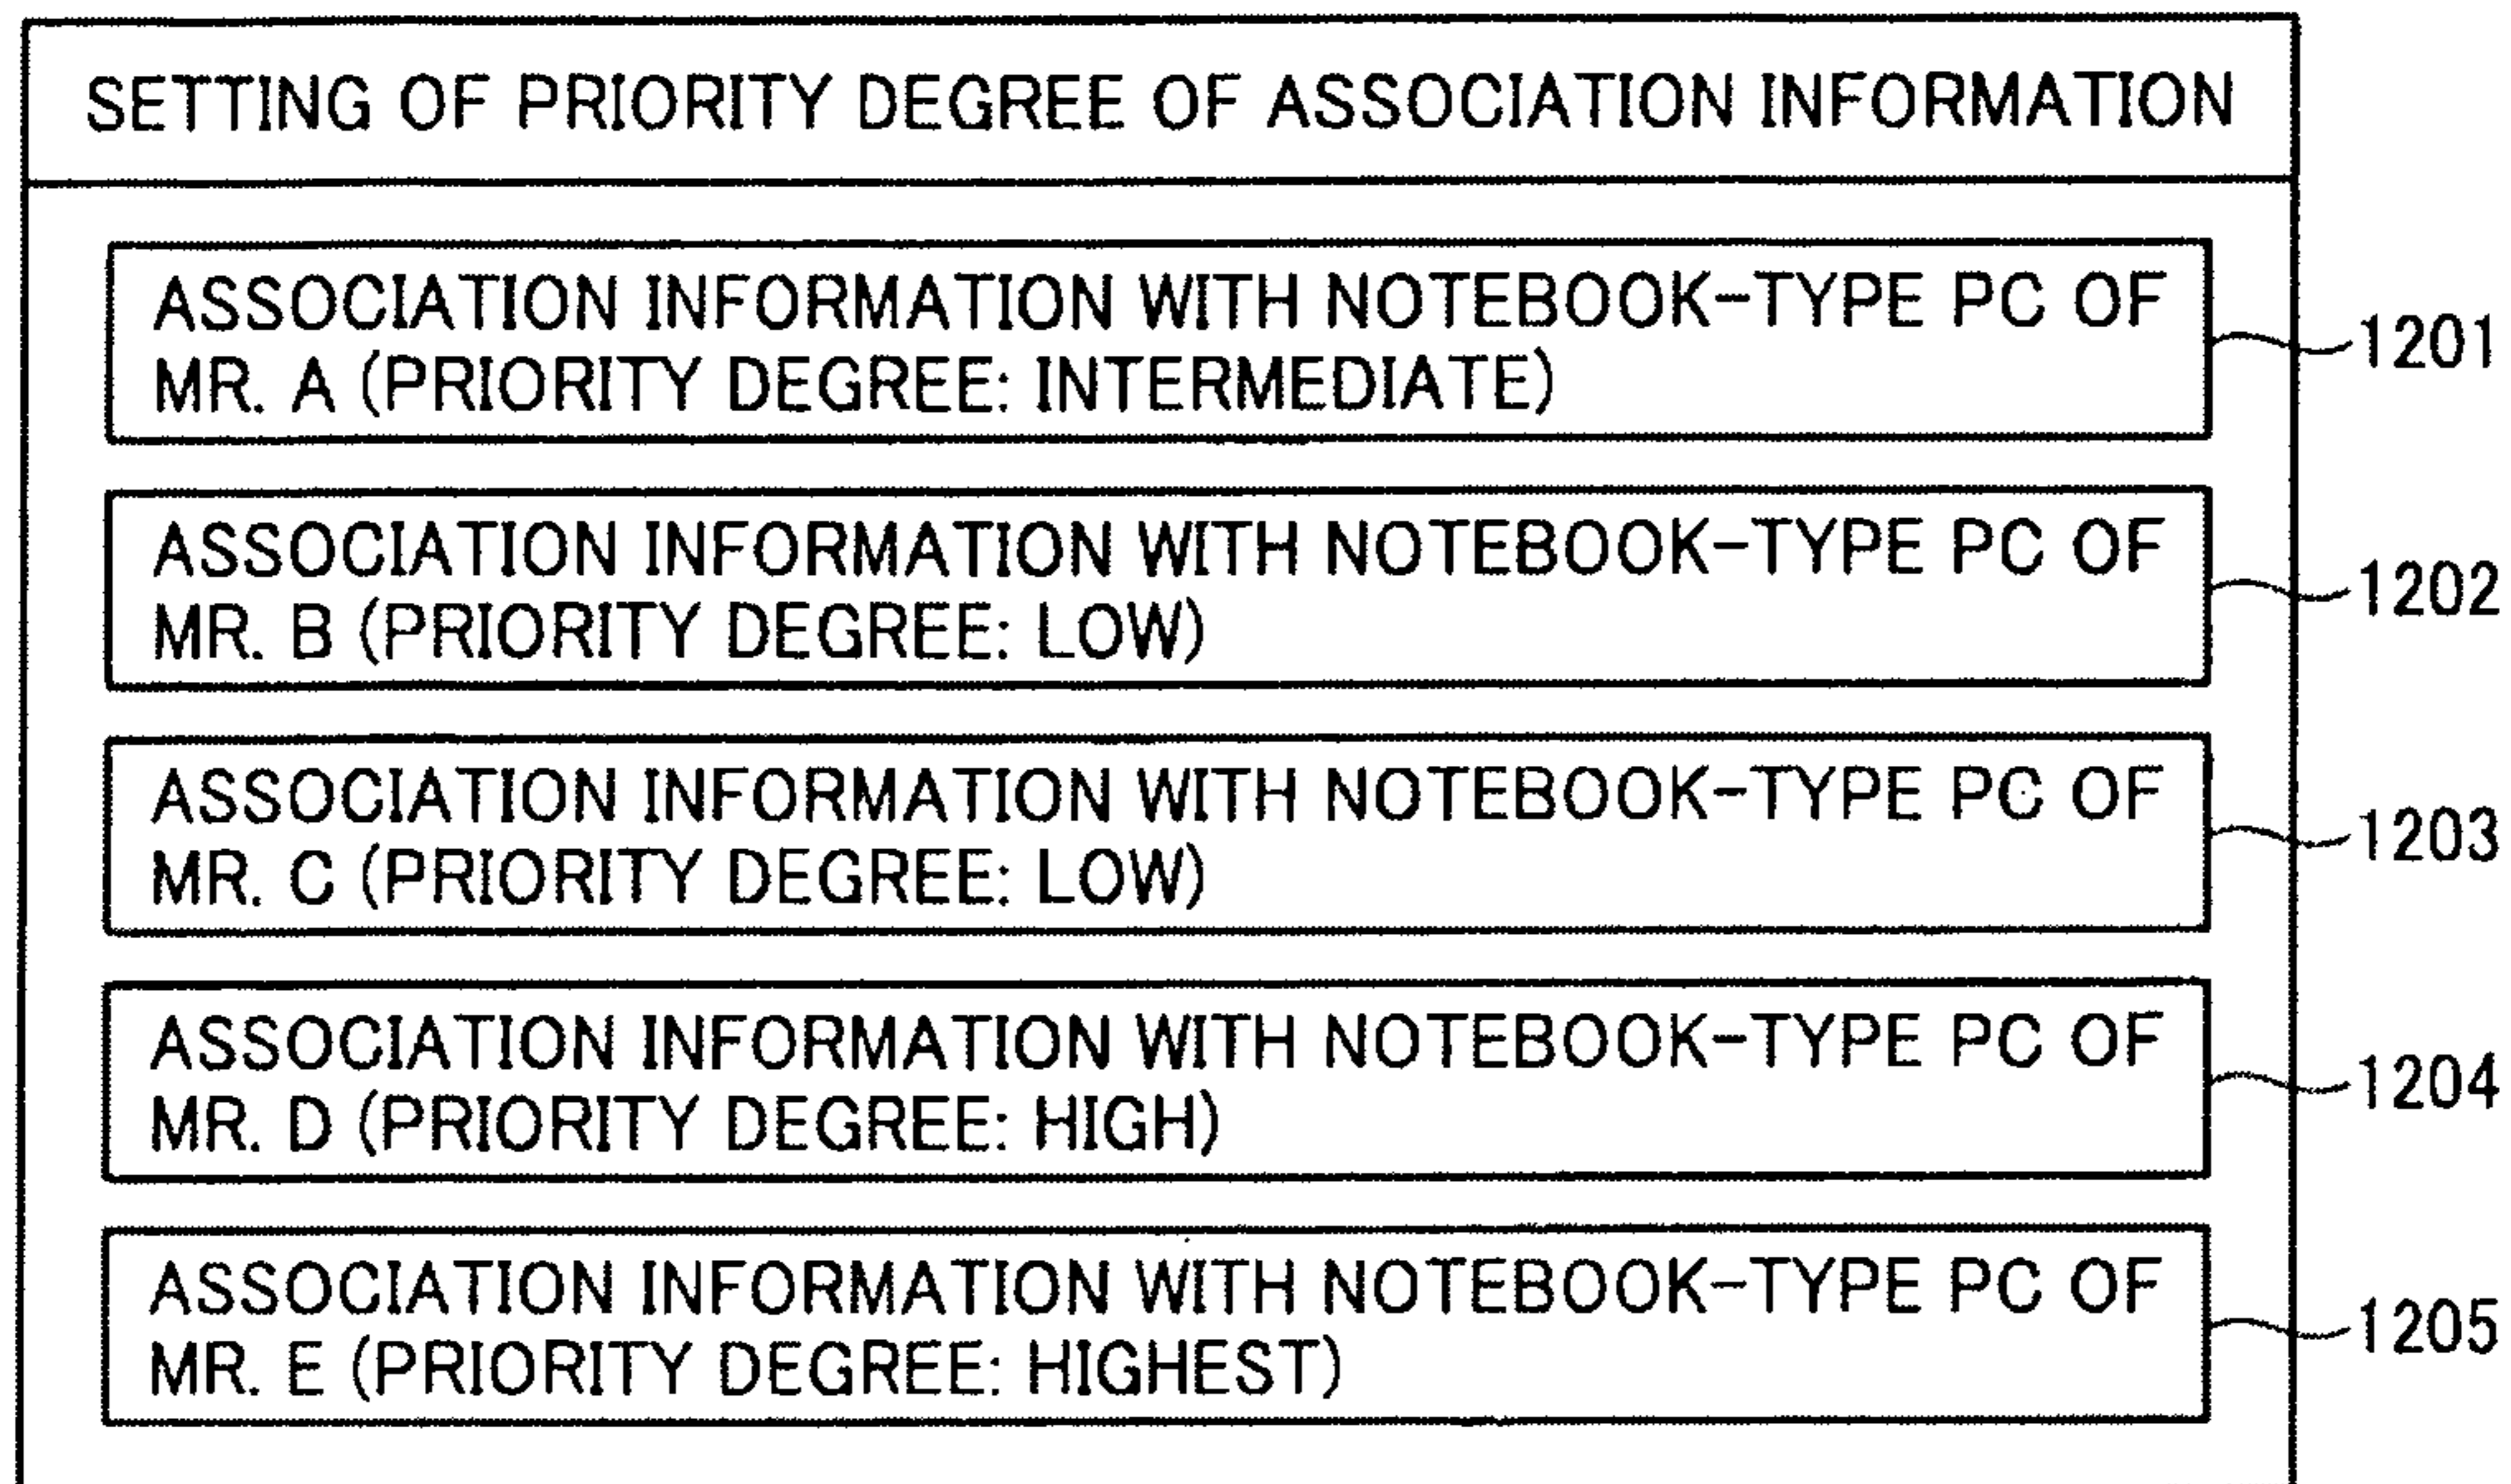 SETTING OF PRIORITY DEGREE OF ASSOCIATION INFORMATION
ASSOCIATION INFORMATION WITH NOTEBOOK-TYPE PC OF
MR. A (PRIORITY DEGREE: INTERMEDIATE)
1201
ASSOCIATION INFORMATION WITH NOTEBOOK-TYPE PC OF
MR. B (PRIORITY DEGREE: LOW)
1202
ASSOCIATION INFORMATION WITH NOTEBOOK-TYPE PC OF
MR. C (PRIORITY DEGREE: LOW)
1203
ASSOCIATION INFORMATION WITH NOTEBOOK-TYPE PC OF
MR. D (PRIORITY DEGREE: HIGH)
1204
ASSOCIATION INFORMATION WITH NOTEBOOK-TYPE PC OF
MR. E (PRIORITY DEGREE: HIGHEST)
1205